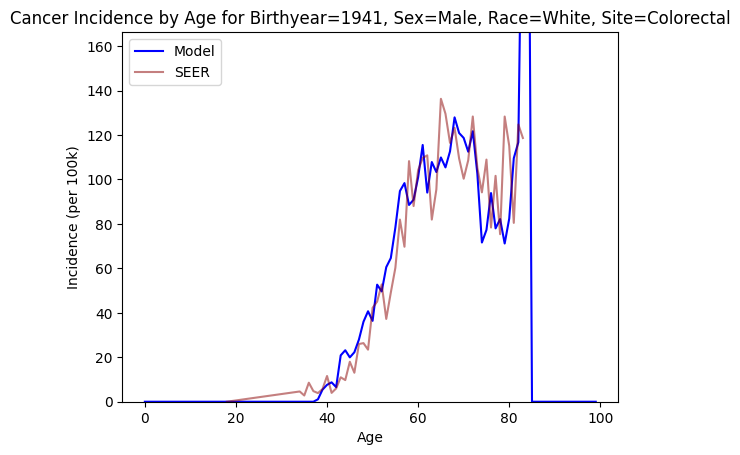 Cancer Incidence by Age for Birthyear=1941, Sex=Male, Race=White, Site=Colorectal
Model
SEER
160
140
120
100
80
60
40
20
0
Incidence (per 100k)
0 20 40 60 80 100
Age